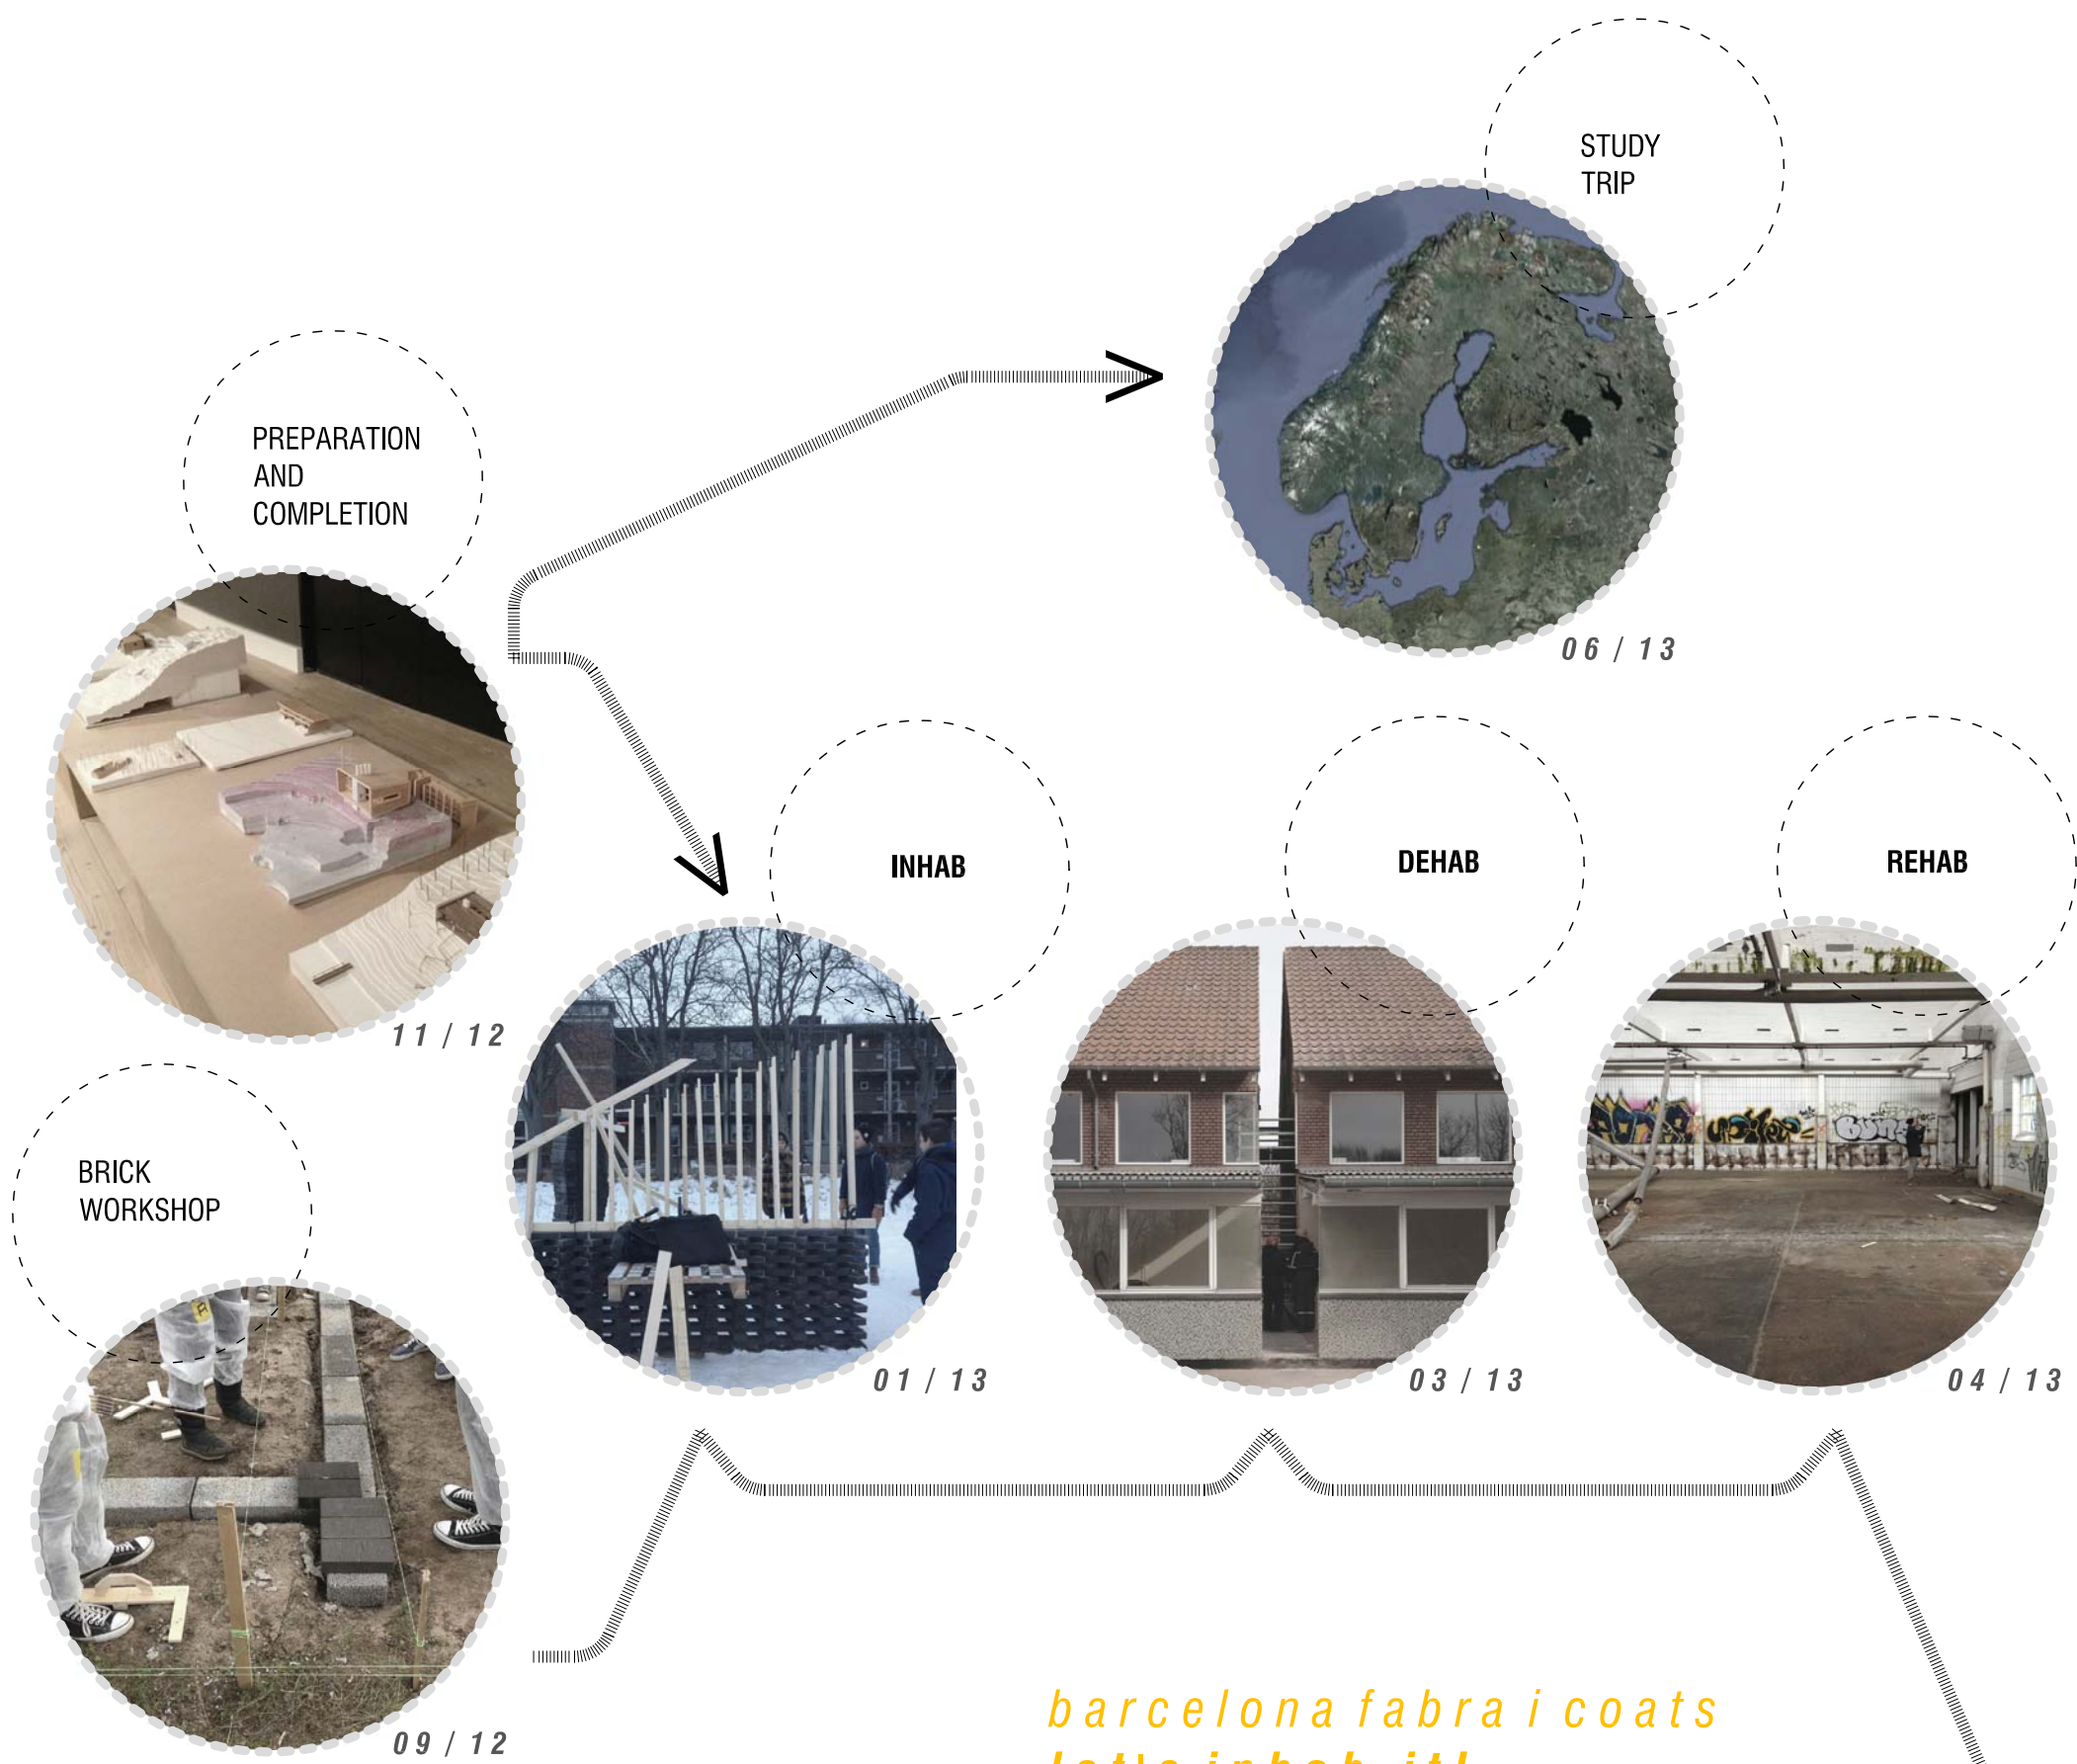 STUDY
TRIP
06 / 13
PREPARATION
AND
COMPLETION
11 / 12
INHAB
01 / 13
DEHAB
03 / 13
REHAB
04 / 13
BRICK
WORKSHOP
09 / 12
barcelona fabra i coats